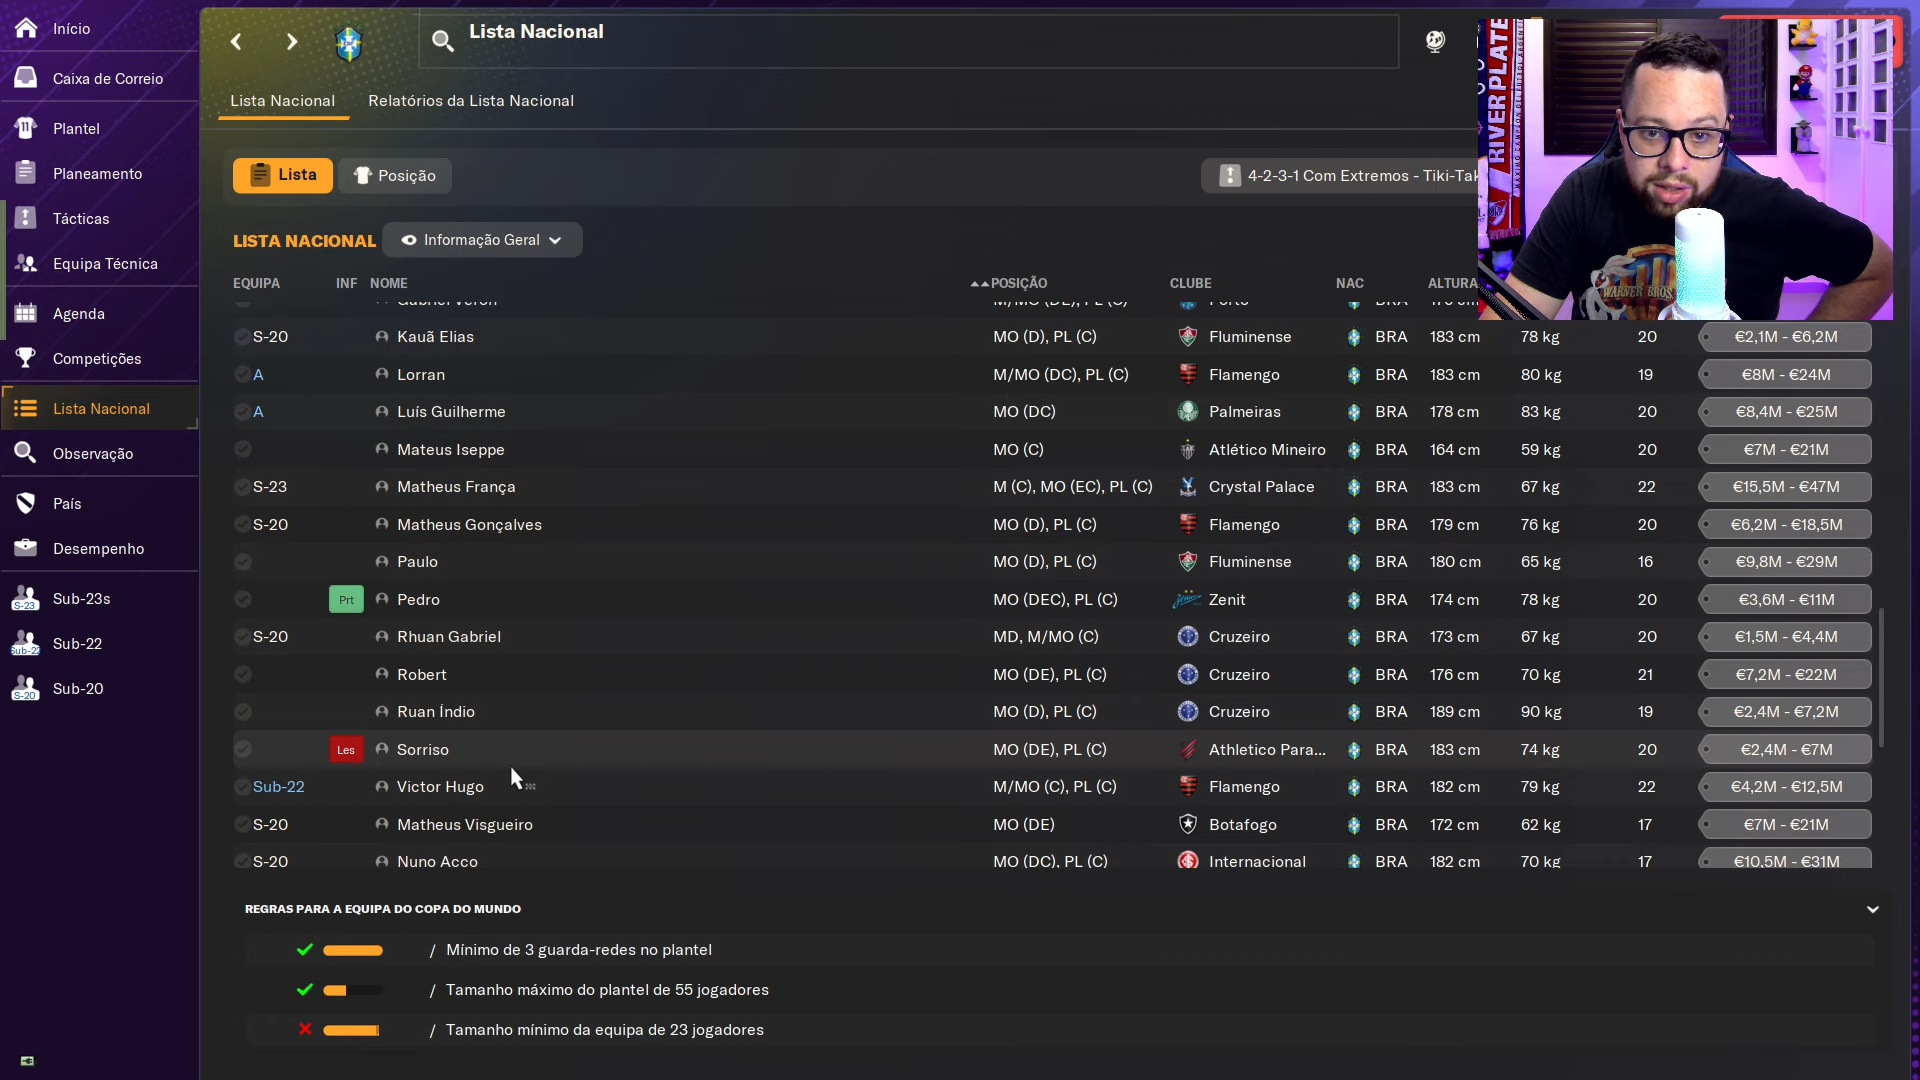 Início
Caixa de Correio
Plantel
Planeamento
Tácticas
Equipa Técnica
Agenda
Competições
Lista Nacional
Observação
País
Desempenho
Sub-23s
Sub-22
Sub-20
Lista Nacional
Lista Nacional Relatórios da Lista Nacional
Lista Posição 4-2-3-1 Com Extremos - Tiki-Tak
LISTA NACIONAL Informação Geral
EQUIPA INF NOME POSIÇÃO CLUBE NAC ALTURA
Gabriel Veron M/MO (DE), PL (C) Porto
S-20 Kauã Elias MO (D), PL (C) Fluminense BRA 183 cm 78 kg 20 €2,1M - €6,2M
A Lorran M/MO (DC), PL (C) Flamengo BRA 183 cm 80 kg 19 €8M - €24M
A Luís Guilherme MO (DC) Palmeiras BRA 178 cm 83 kg 20 €8,4M - €25M
Mateus Iseppe MO (C) Atlético Mineiro BRA 164 cm 59 kg 20 €7M - €21M
S-23 Matheus França M (C), MO (EC), PL (C) Crystal Palace BRA 183 cm 67 kg 22 €15,5M - €47M
S-20 Matheus Gonçalves MO (D), PL (C) Flamengo BRA 179 cm 76 kg 20 €6,2M - €18,5M
Paulo MO (D), PL (C) Fluminense BRA 180 cm 65 kg 16 €9,8M - €29M
Prt Pedro MO (DEC), PL (C) Zenit BRA 174 cm 78 kg 20 €3,6M - €11M
S-20 Rhuan Gabriel MD, M/MO (C) Cruzeiro BRA 173 cm 67 kg 20 €1,5M - €4,4M
Robert MO (DE), PL (C) Cruzeiro BRA 176 cm 70 kg 21 €7,2M - €22M
Ruan Índio MO (D), PL (C) Cruzeiro BRA 189 cm 90 kg 19 €2,4M - €7,2M
Les Sorriso MO (DE), PL (C) Athletico Para... BRA 183 cm 74 kg 20 €2,4M - €7M
Sub-22 Victor Hugo M/MO (C), PL (C) Flamengo BRA 182 cm 79 kg 22 €4,2M - €12,5M
S-20 Matheus Visgueiro MO (DE) Botafogo BRA 172 cm 62 kg 17 €7M - €21M
S-20 Nuno Acco MO (DC), PL (C) Internacional BRA 182 cm 70 kg 17 €10,5M - €31M
REGRAS PARA A EQUIPA DO COPA DO MUNDO
/ Mínimo de 3 guarda-redes no plantel
/ Tamanho máximo do plantel de 55 jogadores
/ Tamanho mínimo da equipa de 23 jogadores
RIVER PLATE
WARNER BROS